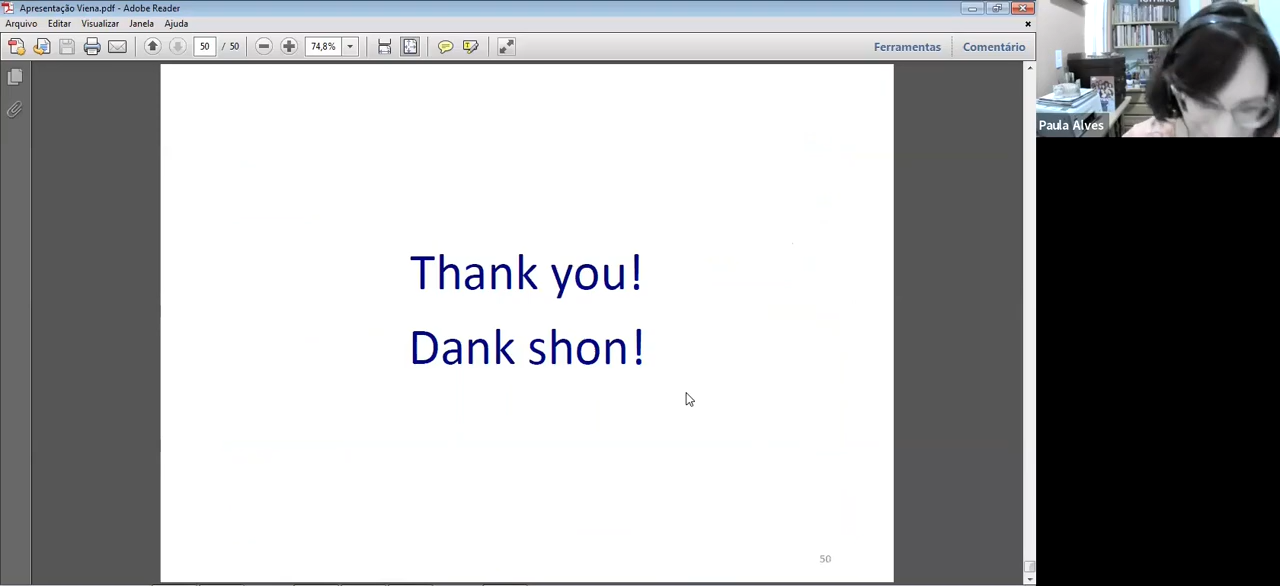 Apresentação Viena.pdf - Adobe Reader
Arquivo Editar Visualizar Janela Ajuda
50 / 50 74,8% Ferramentas Comentário
Paula Alves
Thank you!
Dank shon!
50